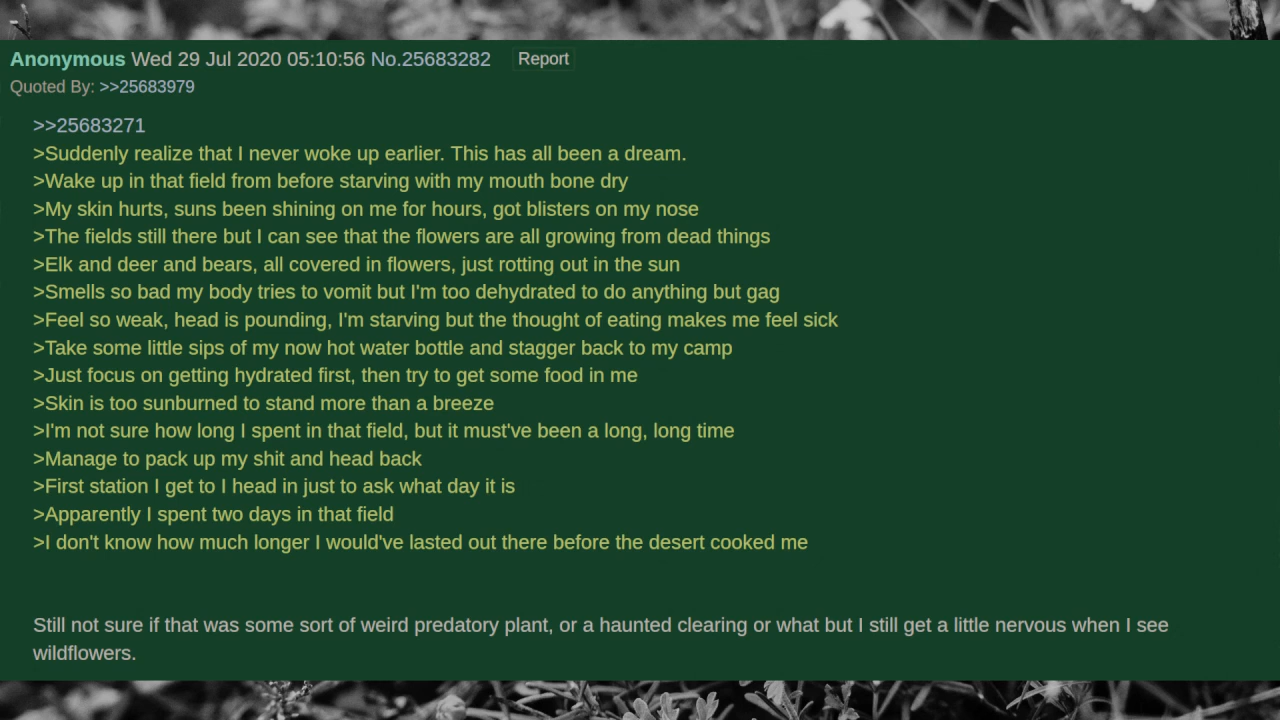 Anonymous Wed 29 Jul 2020 05:10:56 No.25683282 Report
Quoted By: >>25683979
>>25683271
>Suddenly realize that I never woke up earlier. This has all been a dream.
>Wake up in that field from before starving with my mouth bone dry
>My skin hurts, suns been shining on me for hours, got blisters on my nose
>The fields still there but I can see that the flowers are all growing from dead things
>Elk and deer and bears, all covered in flowers, just rotting out in the sun
>Smells so bad my body tries to vomit but I'm too dehydrated to do anything but gag
>Feel so weak, head is pounding, I'm starving but the thought of eating makes me feel sick
>Take some little sips of my now hot water bottle and stagger back to my camp
>Just focus on getting hydrated first, then try to get some food in me
>Skin is too sunburned to stand more than a breeze
>I'm not sure how long I spent in that field, but it must've been a long, long time
>Manage to pack up my shit and head back
>First station I get to I head in just to ask what day it is
>Apparently I spent two days in that field
>I don't know how much longer I would've lasted out there before the desert cooked me
Still not sure if that was some sort of weird predatory plant, or a haunted clearing or what but I still get a little nervous when I see
wildflowers.